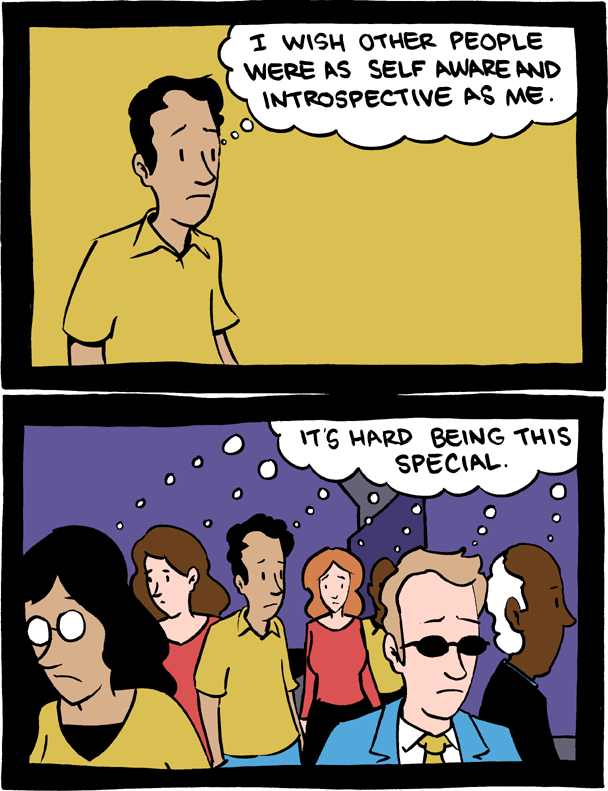 I WISH OTHER PEOPLE
WERE AS SELF AWARE AND
INTROSPECTIVE AS ME.
IT'S HARD BEING THIS
SPECIAL.